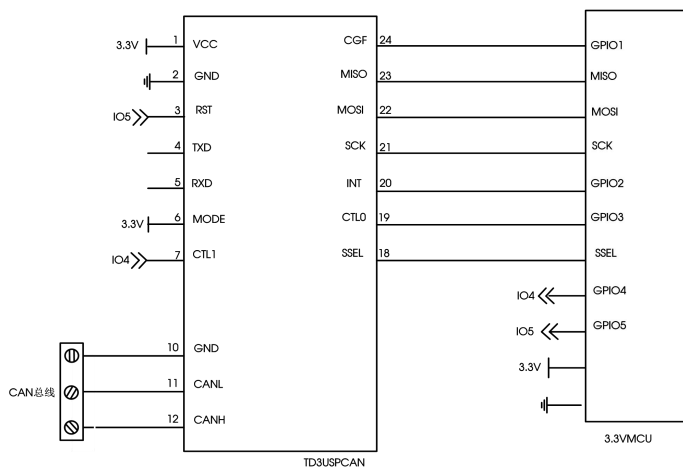 3.3V 1 VCC CGF 24 GPIO1
2 GND MISO 23 MISO
IO5 3 RST MOSI 22 MOSI
4 TXD SCK 21 SCK
5 RXD INT 20 GPIO2
3.3V 6 MODE CTL0 19 GPIO3
IO4 7 CTL1 SSEL 18 SSEL
IO4 GPIO4
IO5 GPIO5
10 GND
3.3V
11 CANL
CAN总线
12 CANH
3.3VMCU
TD3USPCAN